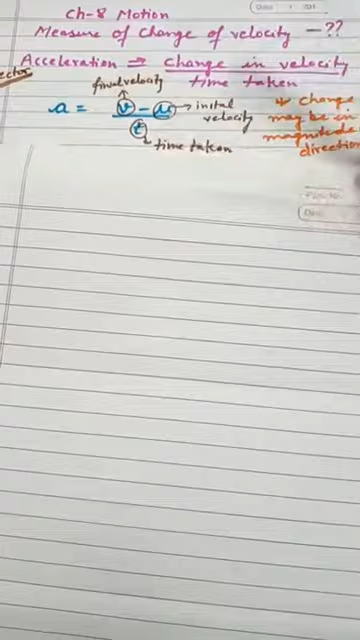 Ch-8 Motion
Measure of change of velocity - ??
Acceleration ⇒ Change in velocity
time taken
final velocity
a = v - u → initial velocity
t
→ time taken
↓ change
may be in
magnitude
direction